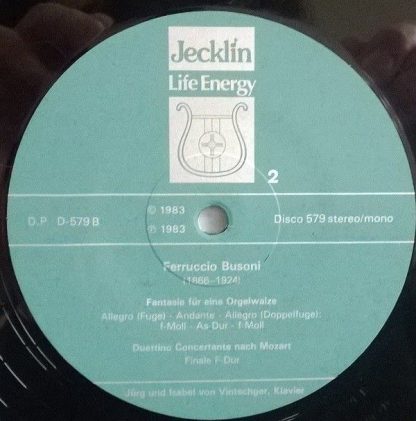 Jecklin
Life Energy
2
D.P D-579 B
© 1983
℗ 1983
Disco 579 stereo/mono
Ferruccio Busoni
(1866-1924)
Fantasie für eine Orgelwalze
Allegro (Fuge) - Andante - Allegro (Doppelfuge):
f-Moll - As-Dur - f-Moll
Duettino Concertante nach Mozart
Finale F-Dur
Jürg und Isabel von Vintschger, Klavier